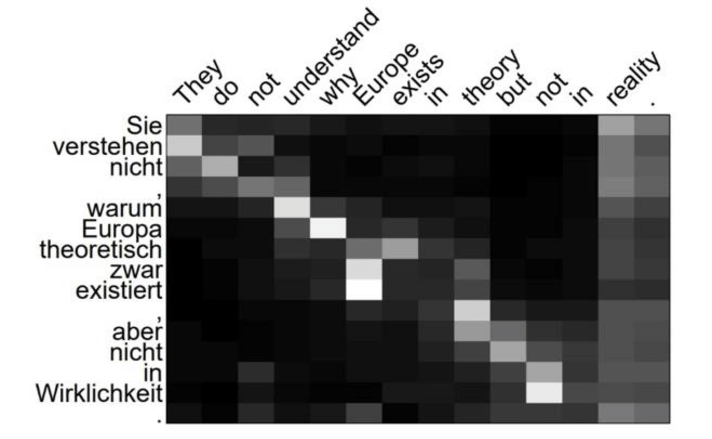 They do not understand why Europe exists in theory but not in reality .
Sie
verstehen
nicht
,
warum
Europa
theoretisch
zwar
existiert
,
aber
nicht
in
Wirklichkeit
.